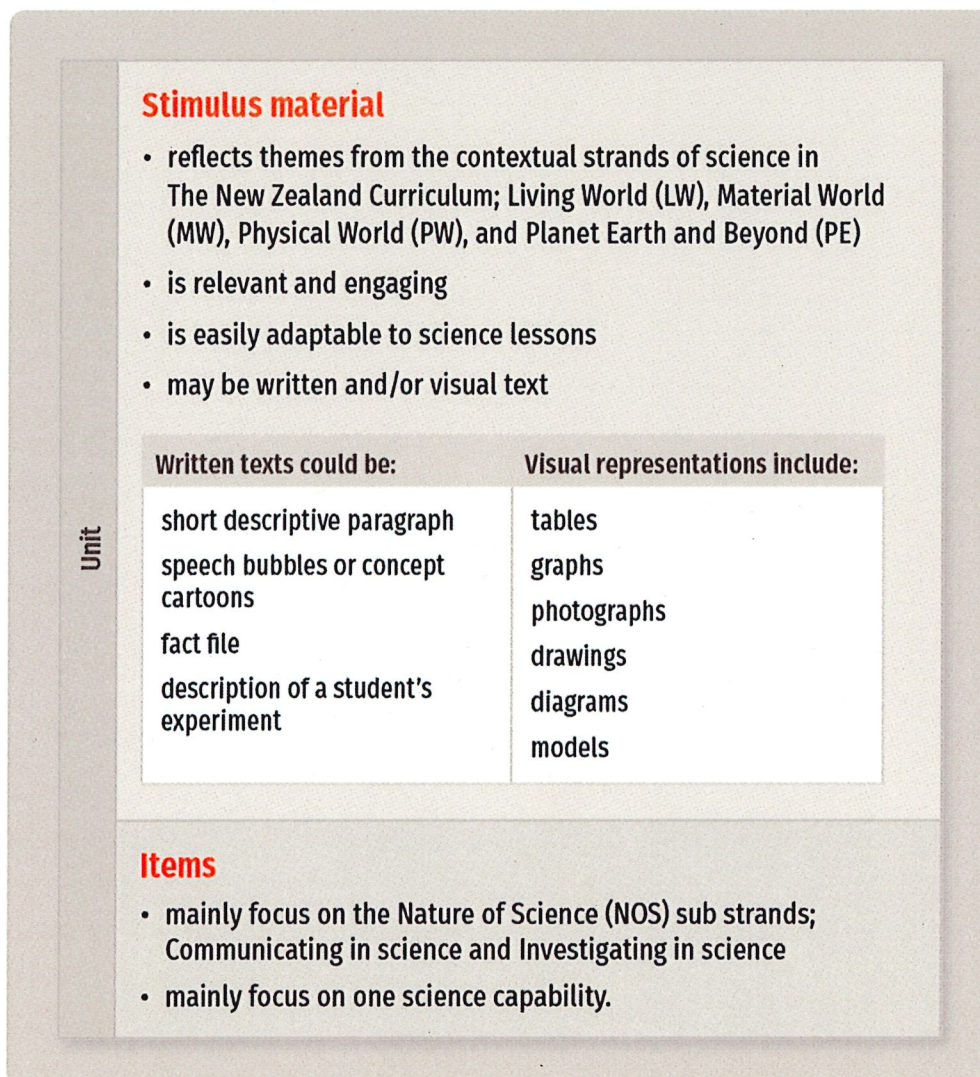 Unit
Stimulus material
• reflects themes from the contextual strands of science in
The New Zealand Curriculum; Living World (LW), Material World
(MW), Physical World (PW), and Planet Earth and Beyond (PE)
• is relevant and engaging
• is easily adaptable to science lessons
• may be written and/or visual text
Written texts could be:
short descriptive paragraph
speech bubbles or concept
cartoons
fact file
description of a student's
experiment
Visual representations include:
tables
graphs
photographs
drawings
diagrams
models
Items
• mainly focus on the Nature of Science (NOS) sub strands;
Communicating in science and Investigating in science
• mainly focus on one science capability.